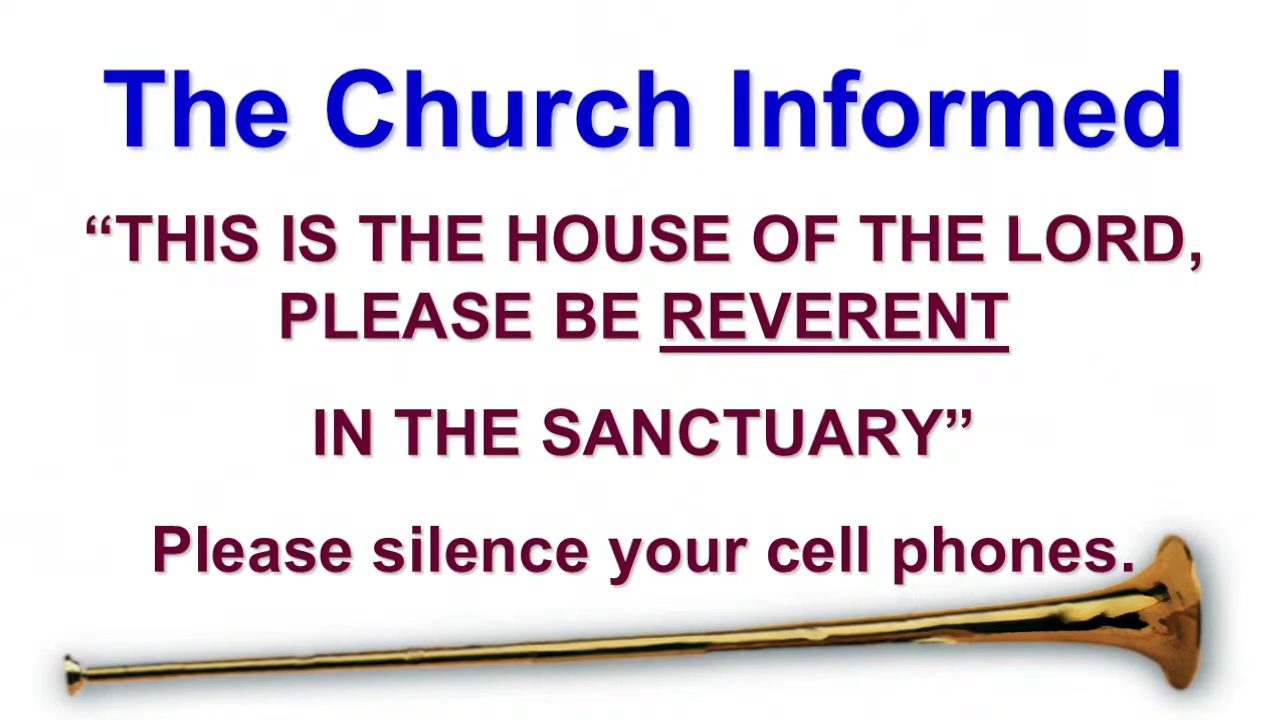 The Church Informed
“THIS IS THE HOUSE OF THE LORD,
PLEASE BE REVERENT
IN THE SANCTUARY”
Please silence your cell phones.